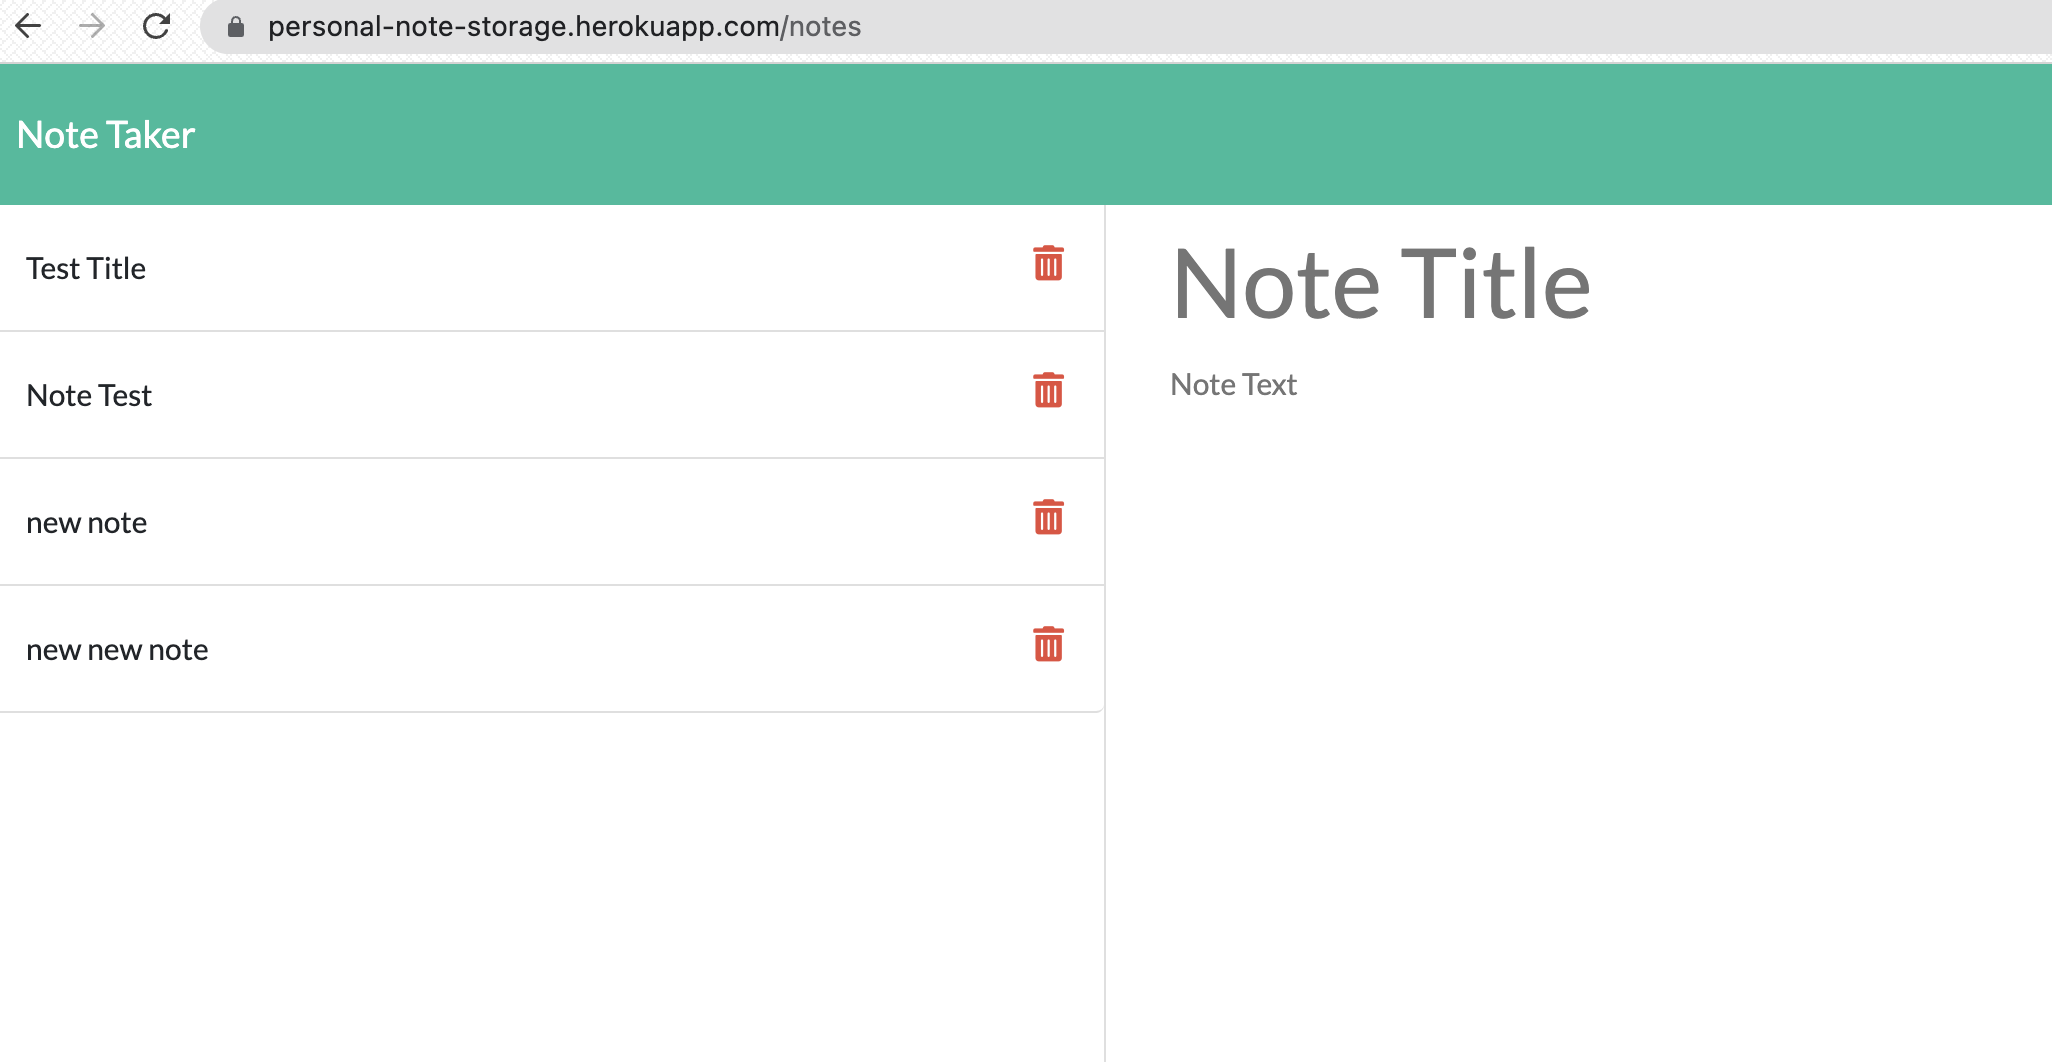 personal-note-storage.herokuapp.com/notes
Note Taker
Test Title
Note Test
new note
new new note
Note Title
Note Text